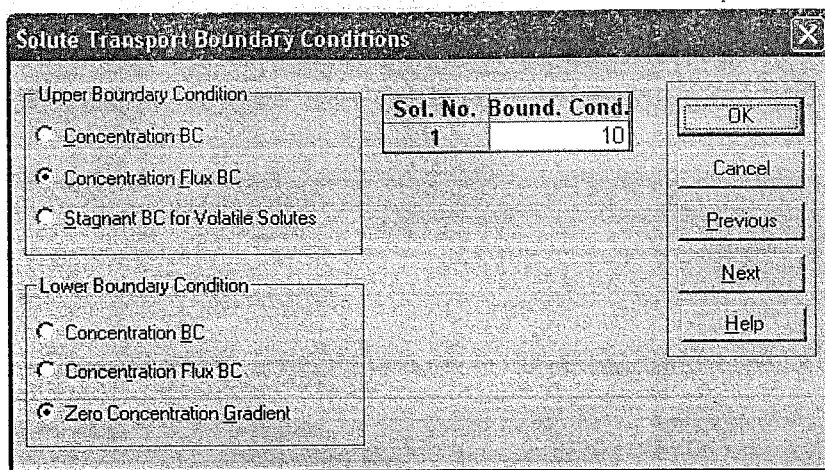 Solute Transport Boundary Conditions
Upper Boundary Condition
Concentration BC
Concentration Flux BC
Stagnant BC for Volatile Solutes
Lower Boundary Condition
Concentration BC
Concentration Flux BC
Zero Concentration Gradient
Sol. No. Bound. Cond.
1 10
OK
Cancel
Previous
Next
Help